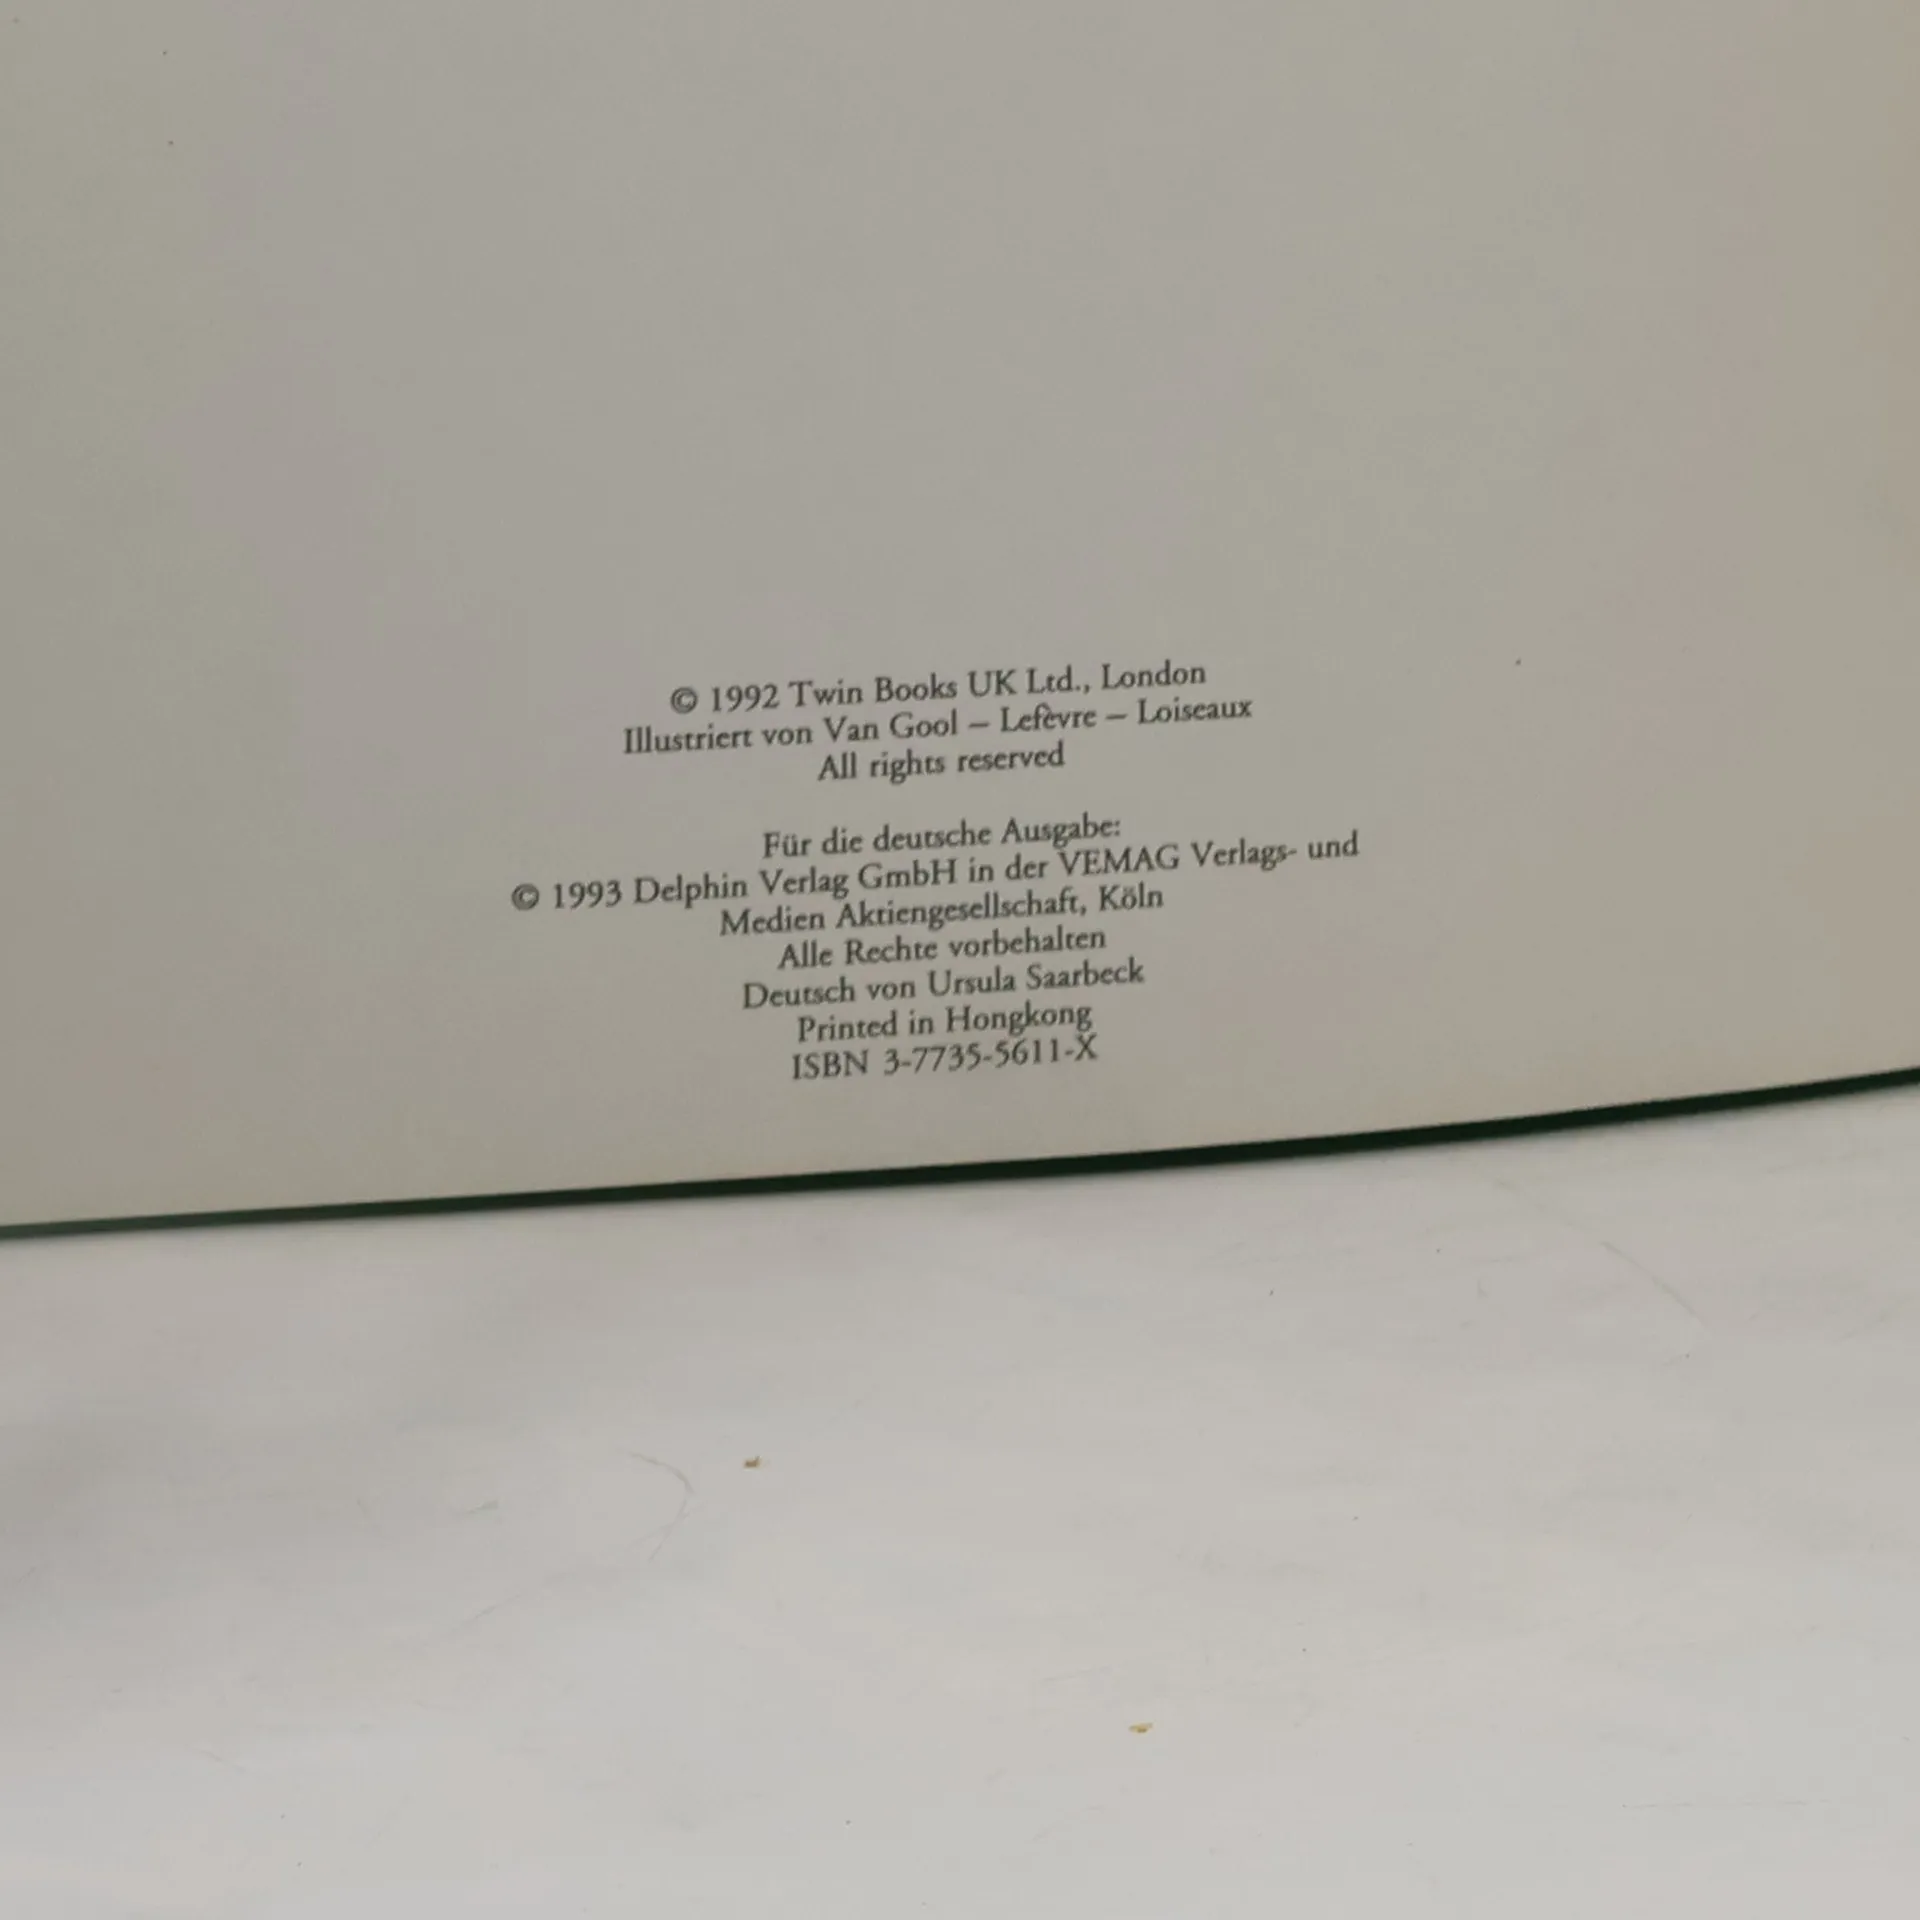 © 1992 Twin Books UK Ltd., London
Illustriert von Van Gool – Lefèvre – Loiseaux
All rights reserved
Für die deutsche Ausgabe:
© 1993 Delphin Verlag GmbH in der VEMAG Verlags- und
Medien Aktiengesellschaft, Köln
Alle Rechte vorbehalten
Deutsch von Ursula Saarbeck
Printed in Hongkong
ISBN 3-7735-5611-X